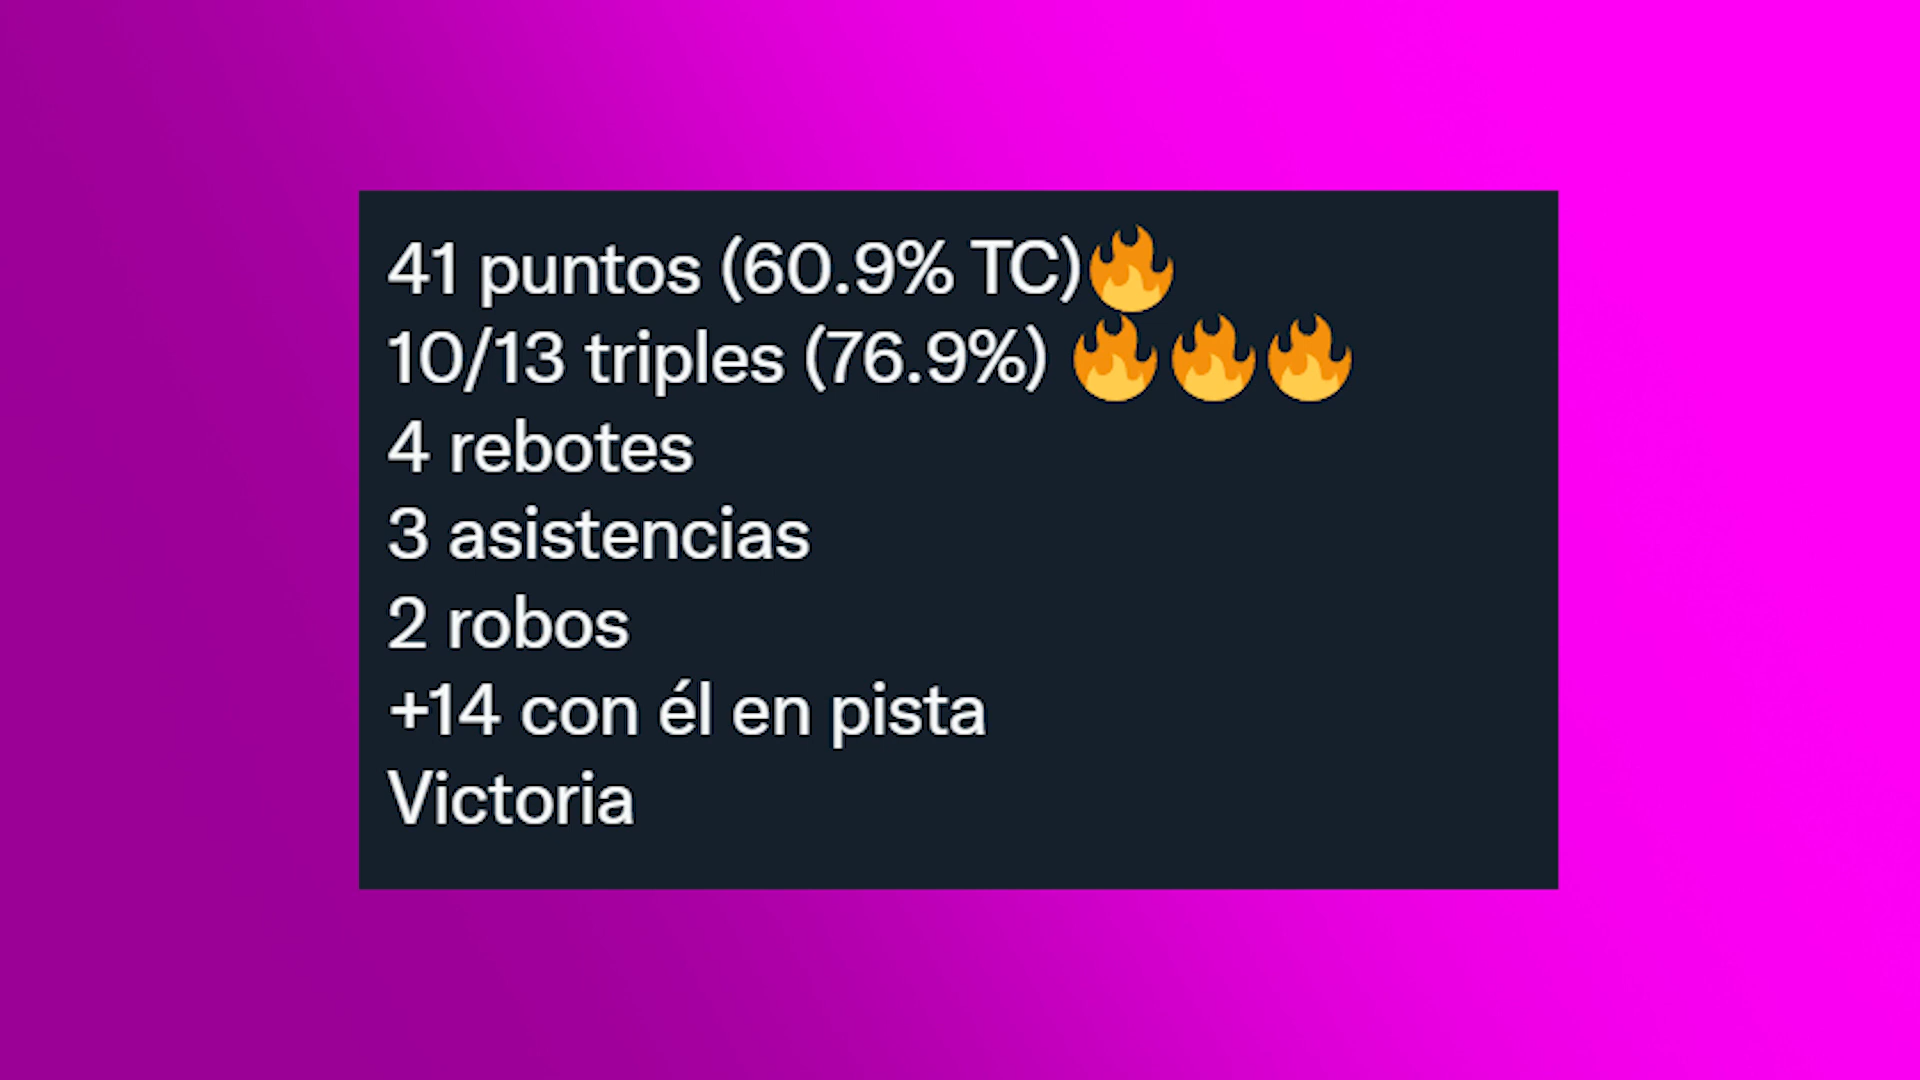 41 puntos (60.9% TC)🔥
10/13 triples (76.9%) 🔥🔥🔥
4 rebotes
3 asistencias
2 robos
+14 con él en pista
Victoria